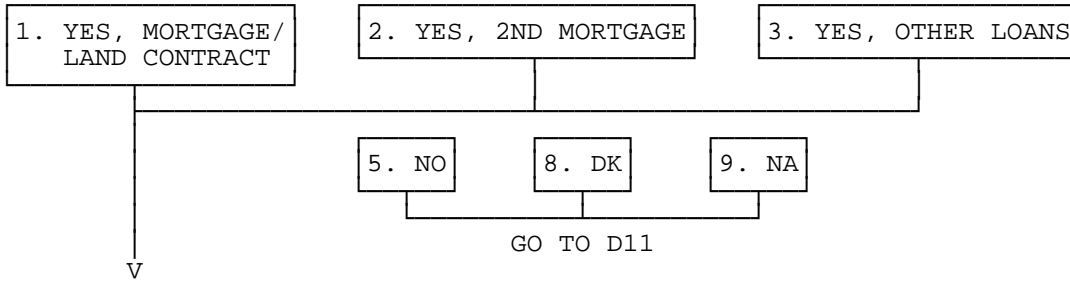 1. YES, MORTGAGE/
LAND CONTRACT
2. YES, 2ND MORTGAGE
3. YES, OTHER LOANS
5. NO
8. DK
9. NA
GO TO D11
V